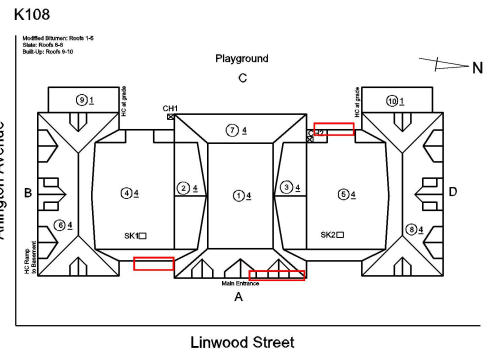 K108
Modified Bitumen: Roofs 1-5
Slate: Roofs 6-8
Built-Up: Roofs 9-10
Playground
C
N
HC at grade
HC at grade
9 1
10 1
CH1
CH2
7 4
Arlington Avenue
B
D
4 4
2 4
1 4
3 4
5 4
6 4
8 4
SK1
SK2
HC Ramp
to Basement
Main Entrance
A
Linwood Street